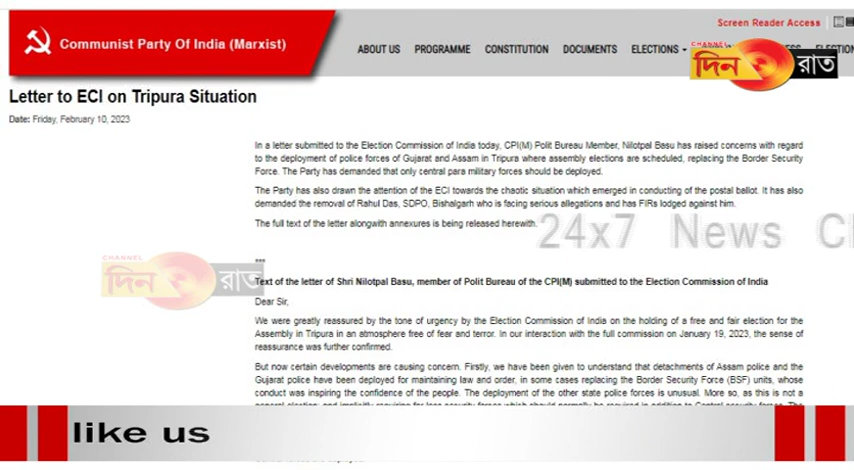 Screen Reader Access
Communist Party Of India (Marxist)
ABOUT US PROGRAMME CONSTITUTION DOCUMENTS ELECTIONS
CHANNEL
দিন রাত
Letter to ECI on Tripura Situation
Date: Friday, February 10, 2023
In a letter submitted to the Election Commission of India today, CPI(M) Polit Bureau Member, Nilotpal Basu has raised concerns with regard
to the deployment of police forces of Gujarat and Assam in Tripura where assembly elections are scheduled, replacing the Border Security
Force. The Party has demanded that only central para military forces should be deployed.
The Party has also drawn the attention of the ECI towards the chaotic situation which emerged in conducting of the postal ballot. It has also
demanded the removal of Rahul Das, SDPO, Bishalgarh who is facing serious allegations and has FIRs lodged against him.
The full text of the letter alongwith annexures is being released herewith.
24x7 News Ch
***
CHANNEL
দিন রাত
Text of the letter of Shri Nilotpal Basu, member of Polit Bureau of the CPI(M) submitted to the Election Commission of India
Dear Sir,
We were greatly reassured by the tone of urgency by the Election Commission of India on the holding of a free and fair election for the
Assembly in Tripura in an atmosphere free of fear and terror. In our interaction with the full commission on January 19, 2023, the sense of
reassurance was further confirmed.
But now certain developments are causing concern. Firstly, we have been given to understand that detachments of Assam police and the
Gujarat police have been deployed for maintaining law and order, in some cases replacing the Border Security Force (BSF) units, whose
conduct was inspiring the confidence of the people. The deployment of the other state police forces is unusual. More so, as this is not a
like us